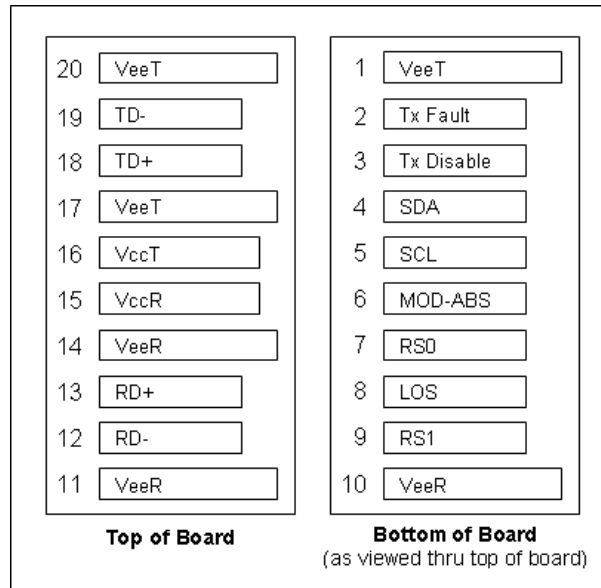 20 VeeT
19 TD-
18 TD+
17 VeeT
16 VccT
15 VccR
14 VeeR
13 RD+
12 RD-
11 VeeR
Top of Board
1 VeeT
2 Tx Fault
3 Tx Disable
4 SDA
5 SCL
6 MOD-ABS
7 RS0
8 LOS
9 RS1
10 VeeR
Bottom of Board
(as viewed thru top of board)